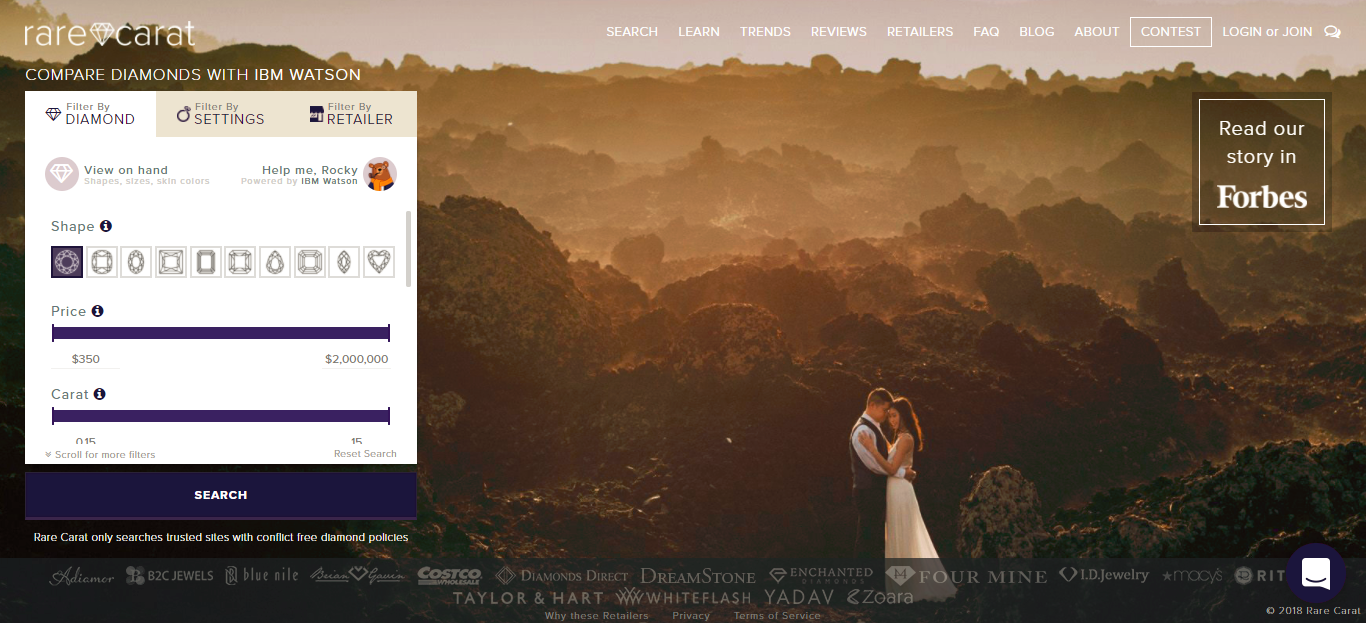 rare carat
SEARCH LEARN TRENDS REVIEWS RETAILERS FAQ BLOG ABOUT CONTEST LOGIN or JOIN
COMPARE DIAMONDS WITH IBM WATSON
Filter By DIAMOND
Filter By SETTINGS
Filter By RETAILER
View on hand
Shapes, sizes, skin colors
Help me, Rocky
Powered by IBM Watson
Shape
Price
$350 $2,000,000
Carat
0.15 15
Scroll for more filters
Reset Search
SEARCH
Rare Carat only searches trusted sites with conflict free diamond policies
Read our
story in
Forbes
Adiamor B2C JEWELS blue nile Brian Gavin COSTCO WHOLESALE DIAMONDS DIRECT DREAMSTONE ENCHANTED DIAMONDS FOUR MINE I.D.Jewelry macy's RIT
TAYLOR & HART WHITEFLASH YADAV Zoara
Why these Retailers Privacy Terms of Service
© 2018 Rare Carat